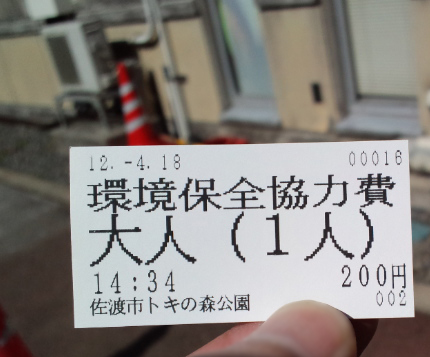 12.-4.18 00016
環境保全協力費
大人(1人)
14:34 200円
佐渡市トキの森公園 002